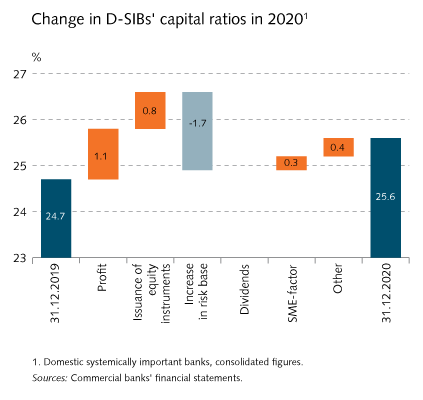 Change in D-SIBs' capital ratios in 2020¹
%
27
26
25
24
23
24.7
1.1
0.8
-1.7
0.3
0.4
25.6
31.12.2019
Profit
Issuance of
equity
instruments
Increase
in risk base
Dividends
SME-factor
Other
31.12.2020
1. Domestic systemically important banks, consolidated figures.
Sources: Commercial banks' financial statements.